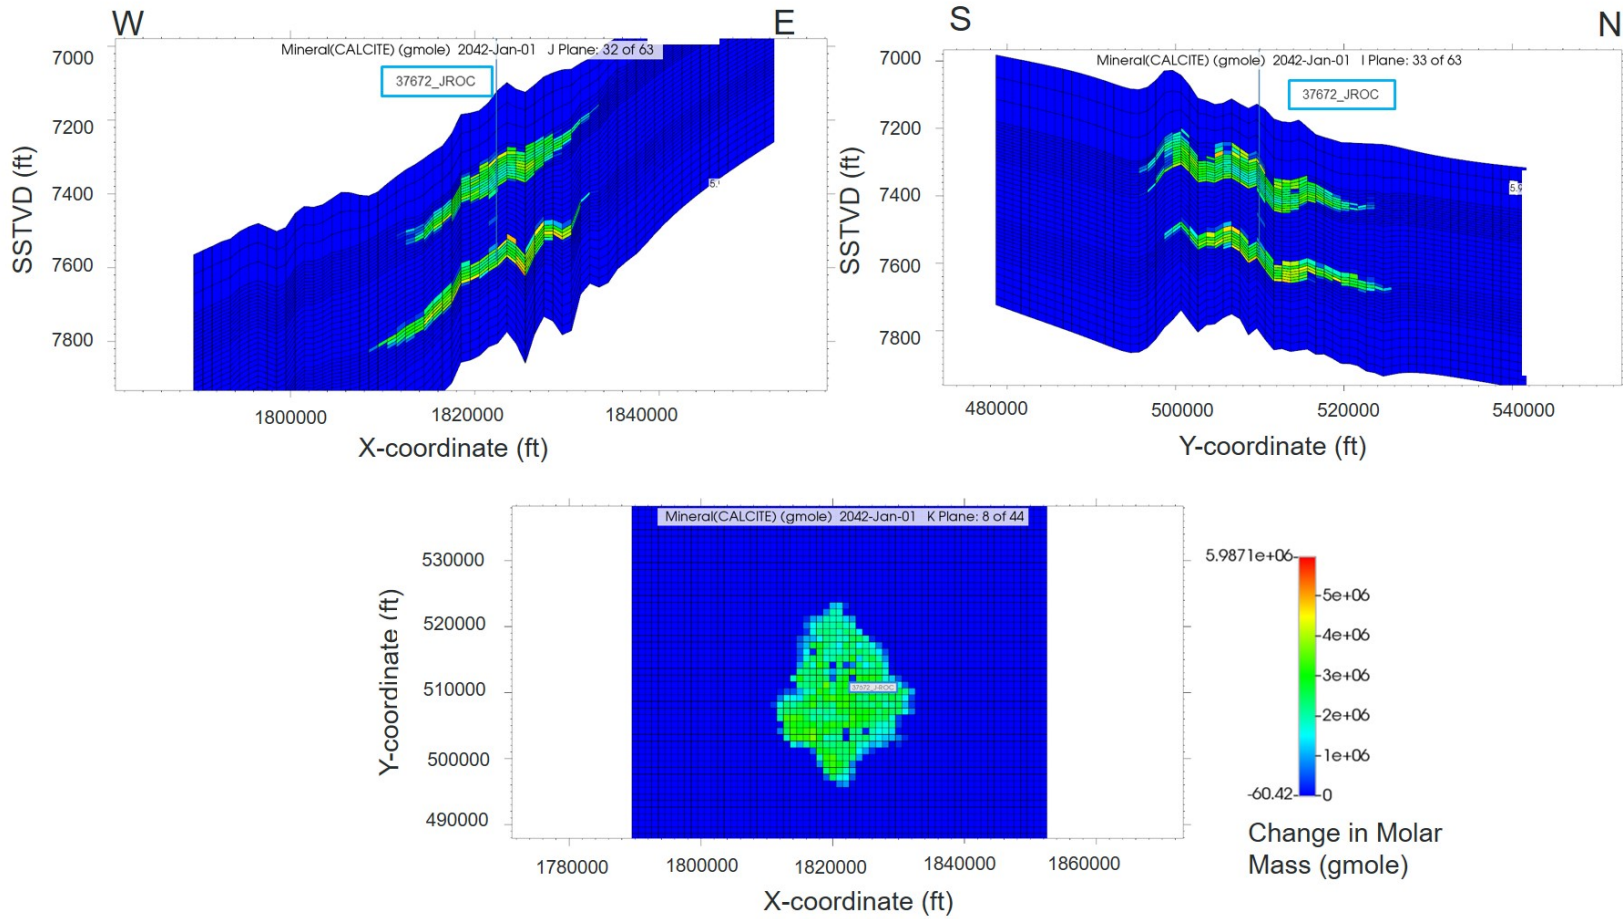 W
E
Mineral(CALCITE) (gmole) 2042-Jan-01 J Plane: 32 of 63
37672_JROC
7000
7200
7400
7600
7800
SSTVD (ft)
5.
1800000
1820000
1840000
X-coordinate (ft)
S
N
Mineral(CALCITE) (gmole) 2042-Jan-01 I Plane: 33 of 63
37672_JROC
7000
7200
7400
7600
7800
SSTVD (ft)
5.9
480000
500000
520000
540000
Y-coordinate (ft)
Mineral(CALCITE) (gmole) 2042-Jan-01 K Plane: 8 of 44
530000
520000
510000
500000
490000
Y-coordinate (ft)
37672_JROC
1780000
1800000
1820000
1840000
1860000
X-coordinate (ft)
5.9871e+06
5e+06
4e+06
3e+06
2e+06
1e+06
-60.42
0
Change in Molar
Mass (gmole)